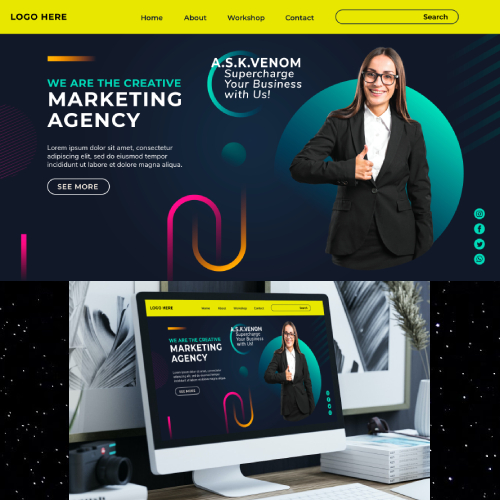 LOGO HERE
Home
About
Workshop
Contact
Search
A.S.K.VENOM
Supercharge
Your Business
with Us!
WE ARE THE CREATIVE
MARKETING
AGENCY
Lorem ipsum dolor sit amet, consectetur
adipiscing elit, sed do eiusmod tempor
incididunt ut labore et dolore magna aliqua.
SEE MORE
LOGO HERE
Home
About
Workshop
Contact
Search
A.S.K.VENOM
Supercharge
Your Business
with Us!
WE ARE THE CREATIVE
MARKETING
AGENCY
SEE MORE